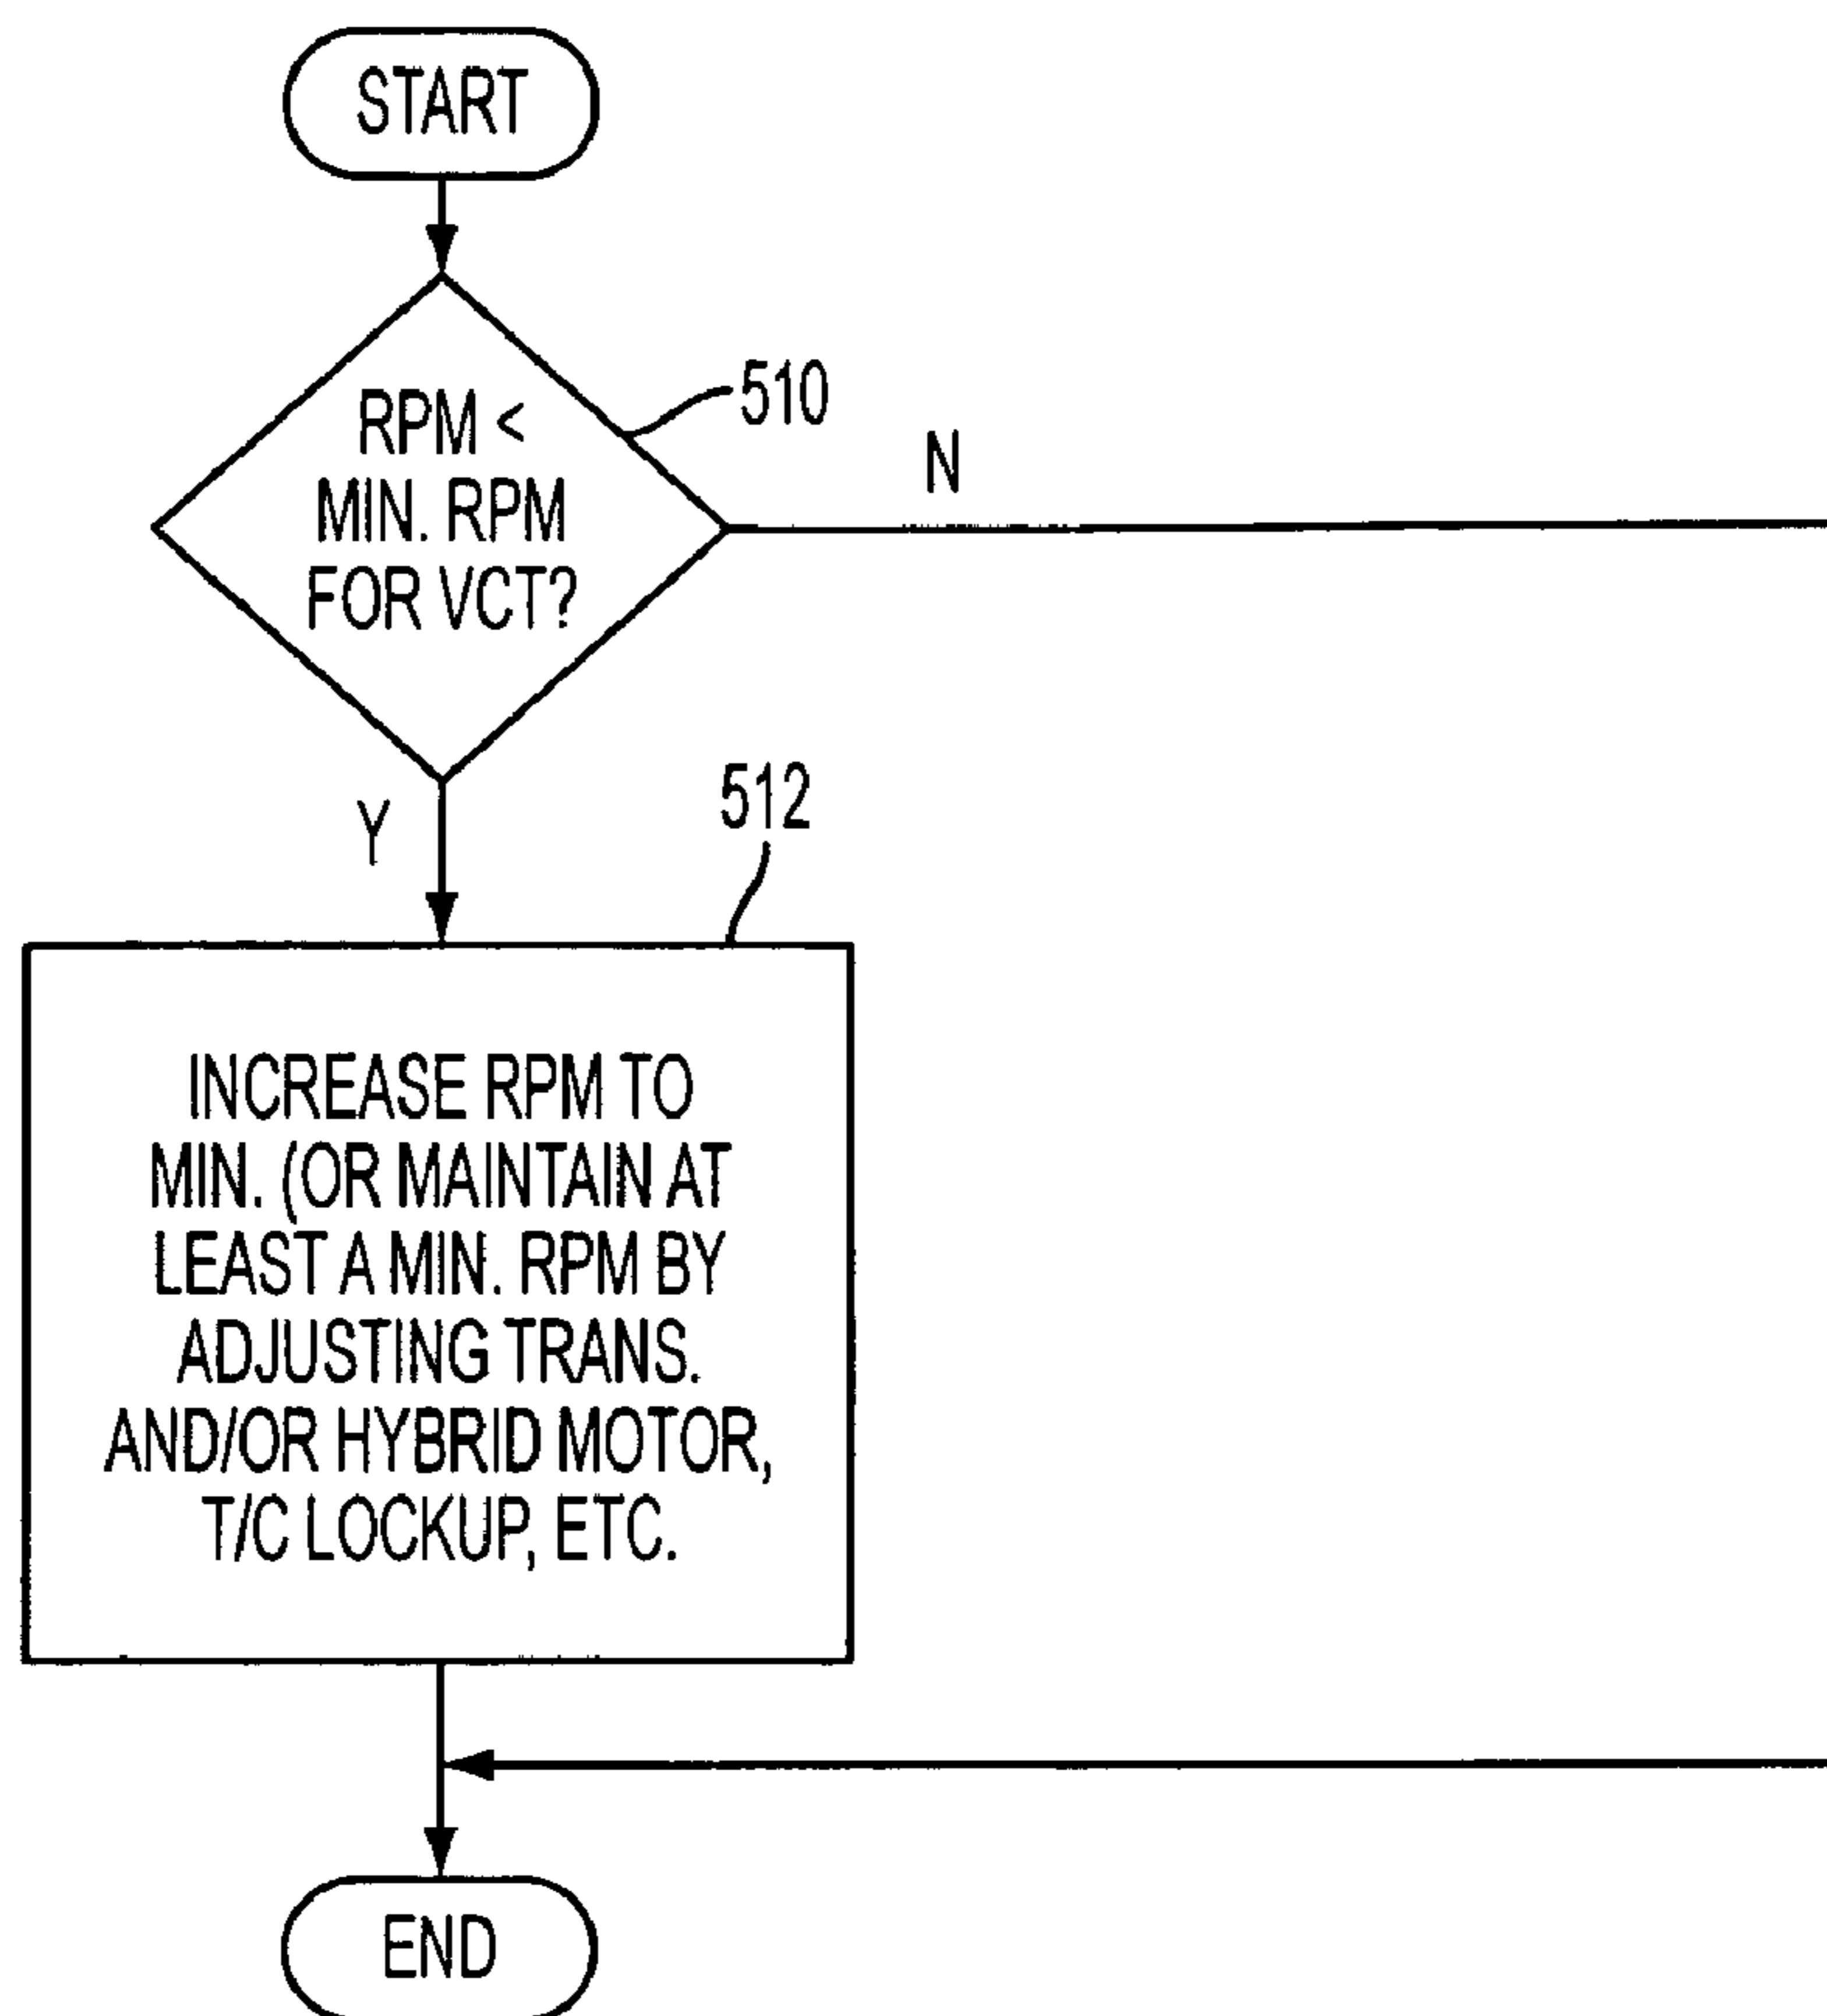 START
RPM <
MIN. RPM
FOR VCT?
510
N
Y
512
INCREASE RPM TO
MIN. (OR MAINTAIN AT
LEAST A MIN. RPM BY
ADJUSTING TRANS.
AND/OR HYBRID MOTOR,
T/C LOCKUP, ETC.
END